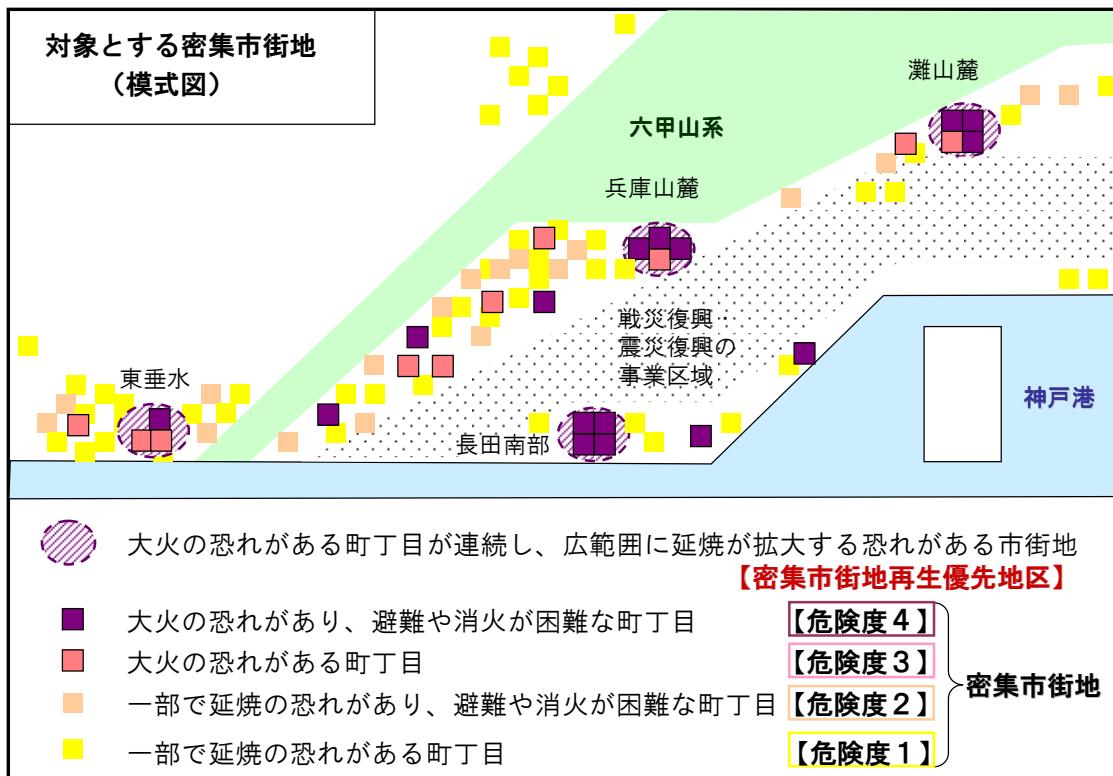 対象とする密集市街地
（模式図）
灘山麓
六甲山系
兵庫山麓
戦災復興・
震災復興の
事業区域
東垂水
神戸港
長田南部
大火の恐れがある町丁目が連続し、広範囲に延焼が拡大する恐れがある市街地
【密集市街地再生優先地区】
大火の恐れがあり、避難や消火が困難な町丁目 【危険度４】
大火の恐れがある町丁目 【危険度３】
密集市街地
一部で延焼の恐れがあり、避難や消火が困難な町丁目 【危険度２】
一部で延焼の恐れがある町丁目 【危険度１】